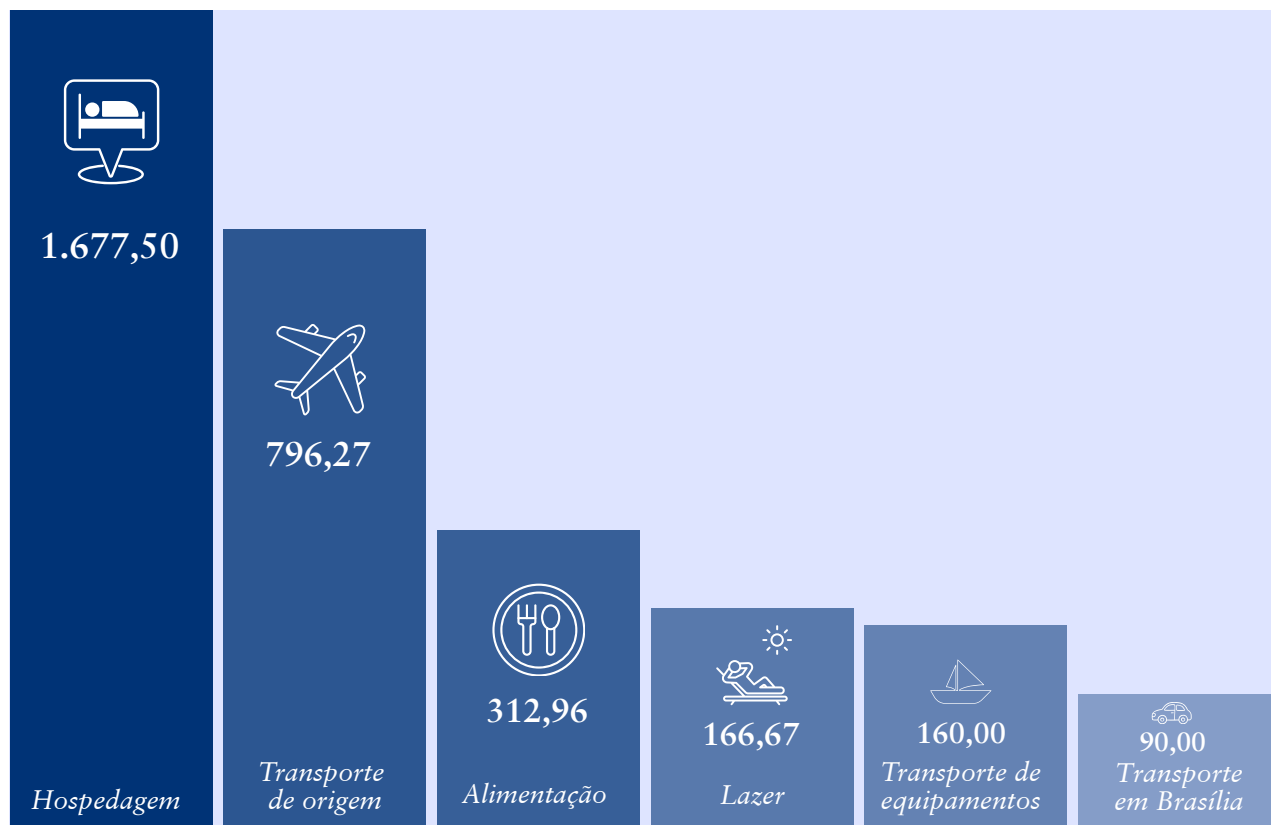 1.677,50
Hospedagem
796,27
Transporte
de origem
312,96
Alimentação
166,67
Lazer
160,00
Transporte de
equipamentos
90,00
Transporte
em Brasília